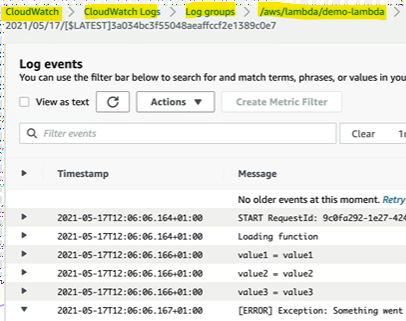 CloudWatch > CloudWatch Logs > Log groups > /aws/lambda/demo-lambda >
2021/05/17/[$LATEST]3a034bc3f55048aeaffccf2e1389c0e7
Log events
You can use the filter bar below to search for and match terms, phrases, or values in you
View as text Actions ▼ Create Metric Filter
Filter events Clear 1m
Timestamp Message
No older events at this moment. Retry
2021-05-17T12:06:06.164+01:00 START RequestId: 9c0fa292-1e27-424
2021-05-17T12:06:06.164+01:00 Loading function
2021-05-17T12:06:06.166+01:00 value1 = value1
2021-05-17T12:06:06.166+01:00 value2 = value2
2021-05-17T12:06:06.166+01:00 value3 = value3
2021-05-17T12:06:06.167+01:00 [ERROR] Exception: Something went